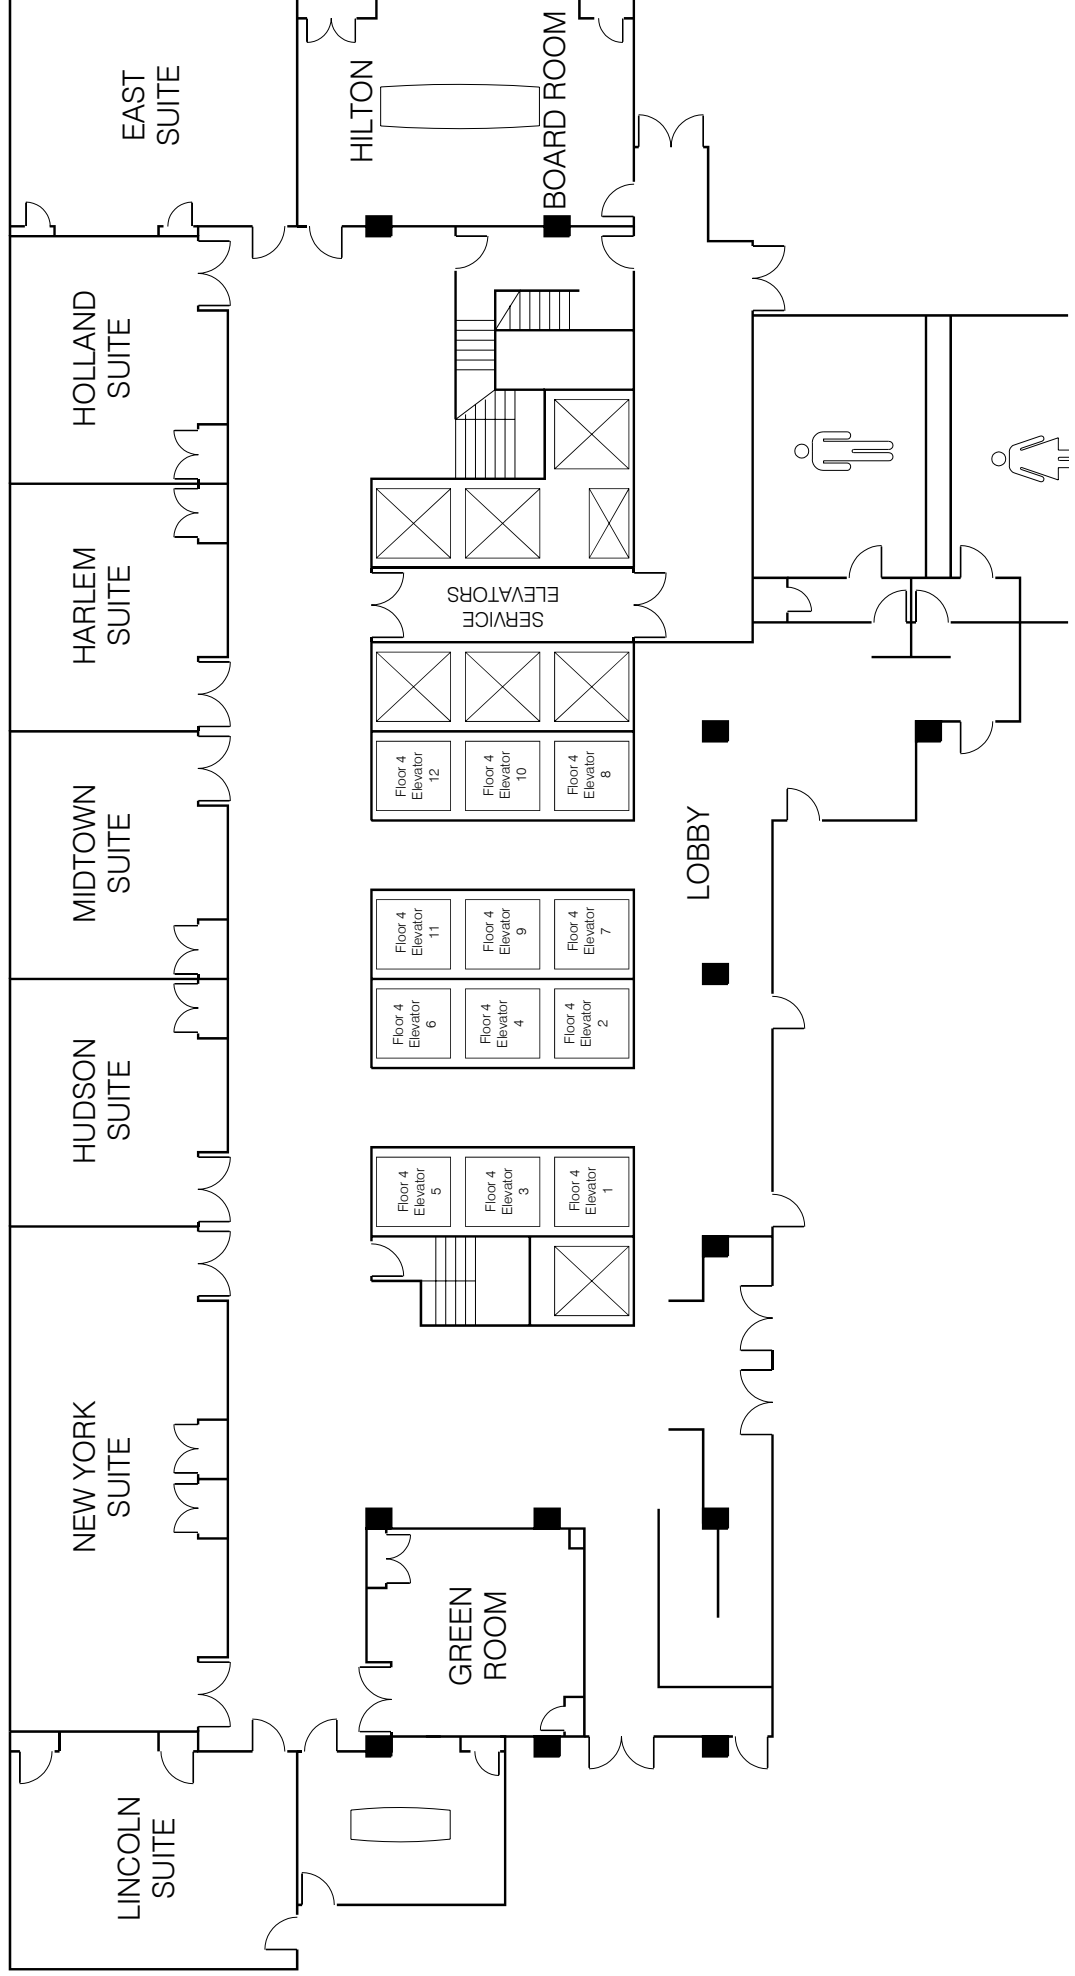 EAST
SUITE
HILTON
BOARD ROOM
HOLLAND
SUITE
HARLEM
SUITE
SERVICE
ELEVATORS
MIDTOWN
SUITE
Floor 4
Elevator
12
Floor 4
Elevator
10
Floor 4
Elevator
8
LOBBY
Floor 4
Elevator
11
Floor 4
Elevator
9
Floor 4
Elevator
7
HUDSON
SUITE
Floor 4
Elevator
6
Floor 4
Elevator
4
Floor 4
Elevator
2
Floor 4
Elevator
5
Floor 4
Elevator
3
Floor 4
Elevator
1
NEW YORK
SUITE
GREEN
ROOM
LINCOLN
SUITE